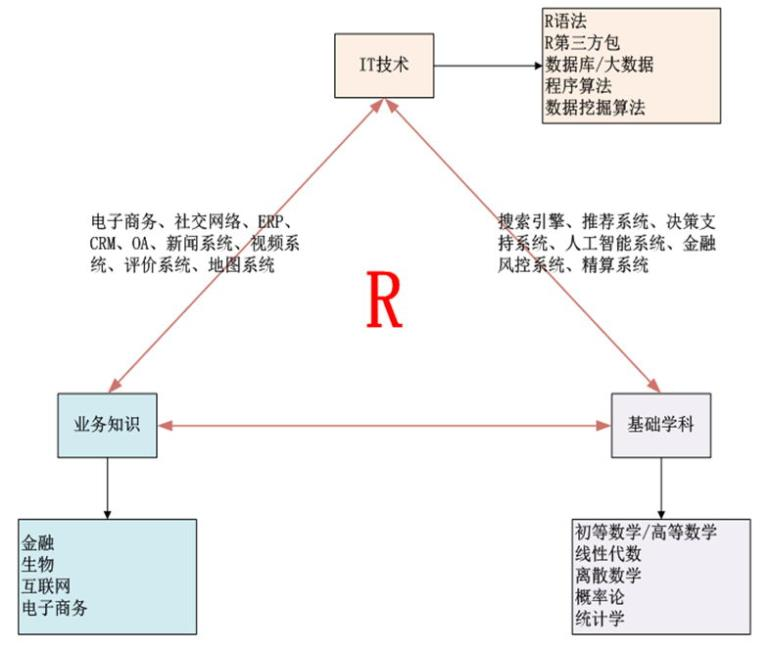 IT技术
R语法
R第三方包
数据库/大数据
程序算法
数据挖掘算法
电子商务、社交网络、ERP、
CRM、OA、新闻系统、视频系
统、评价系统、地图系统
搜索引擎、推荐系统、决策支
持系统、人工智能系统、金融
风控系统、精算系统
R
业务知识
基础学科
金融
生物
互联网
电子商务
初等数学/高等数学
线性代数
离散数学
概率论
统计学